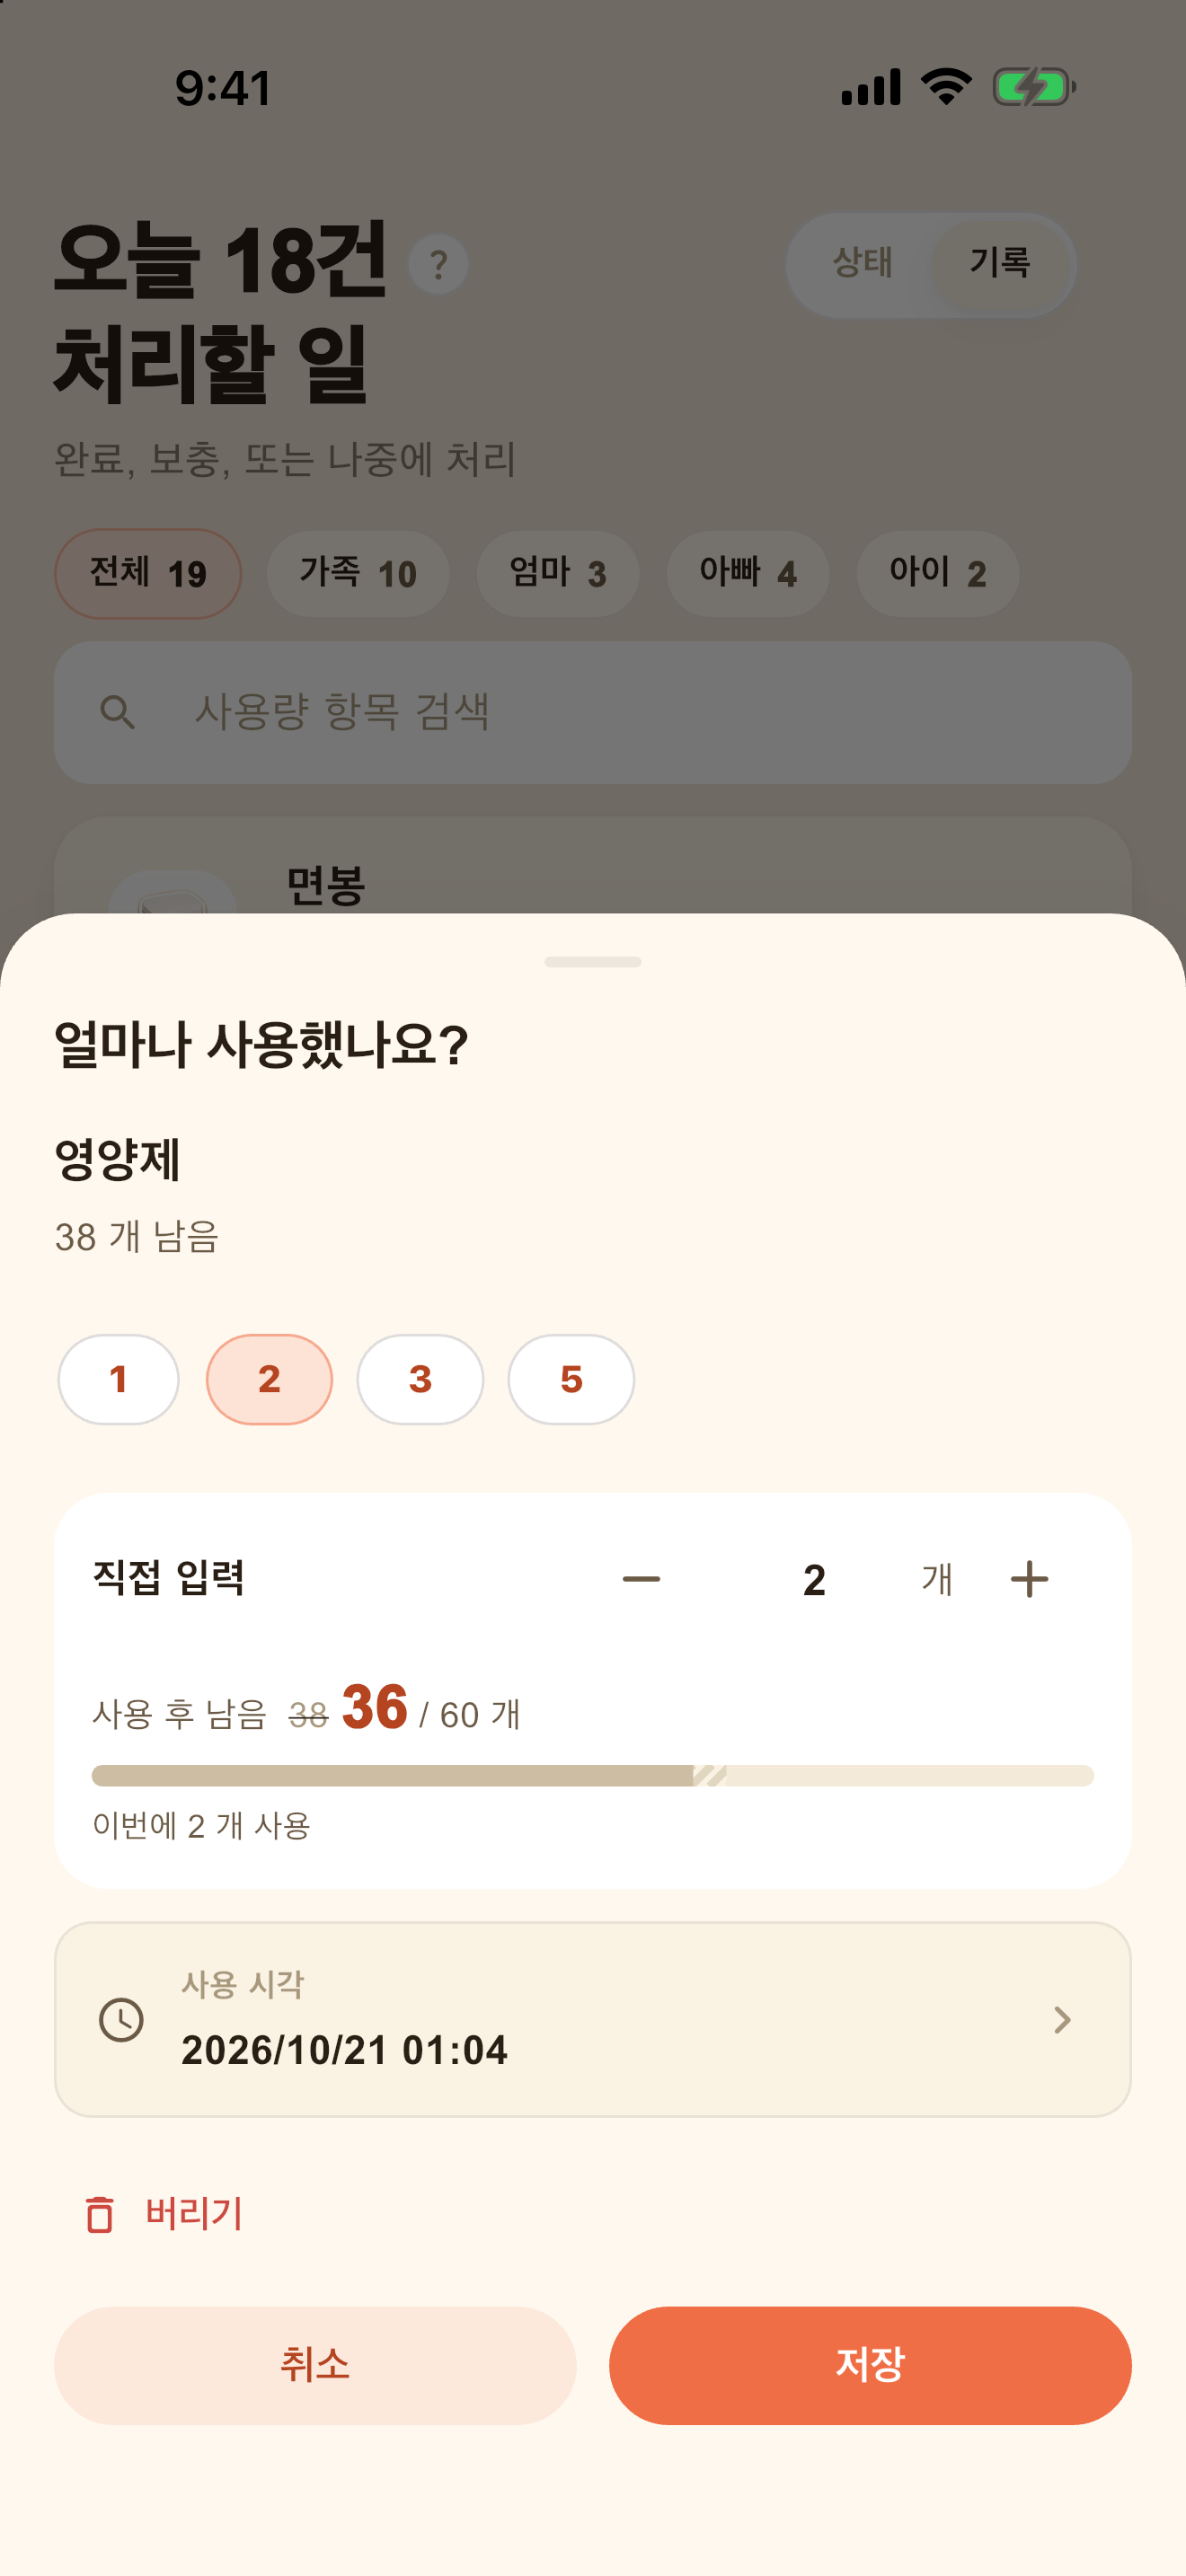 9:41
오늘 18건 ?
처리할 일
상태 기록
완료, 보충, 또는 나중에 처리
전체 19 가족 10 엄마 3 아빠 4 아이 2
사용량 항목 검색
면봉
얼마나 사용했나요?
영양제
38 개 남음
1 2 3 5
직접 입력 — 2 개 +
사용 후 남음 38 36 / 60 개
이번에 2 개 사용
사용 시각
2026/10/21 01:04
버리기
취소 저장